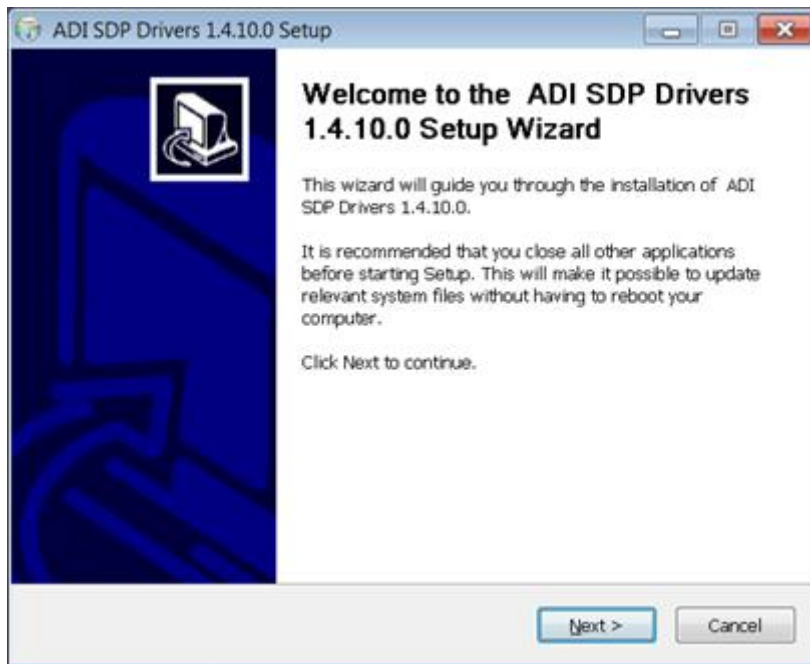 ADI SDP Drivers 1.4.10.0 Setup
Welcome to the ADI SDP Drivers
1.4.10.0 Setup Wizard
This wizard will guide you through the installation of ADI
SDP Drivers 1.4.10.0.
It is recommended that you close all other applications
before starting Setup. This will make it possible to update
relevant system files without having to reboot your
computer.
Click Next to continue.
Next >
Cancel